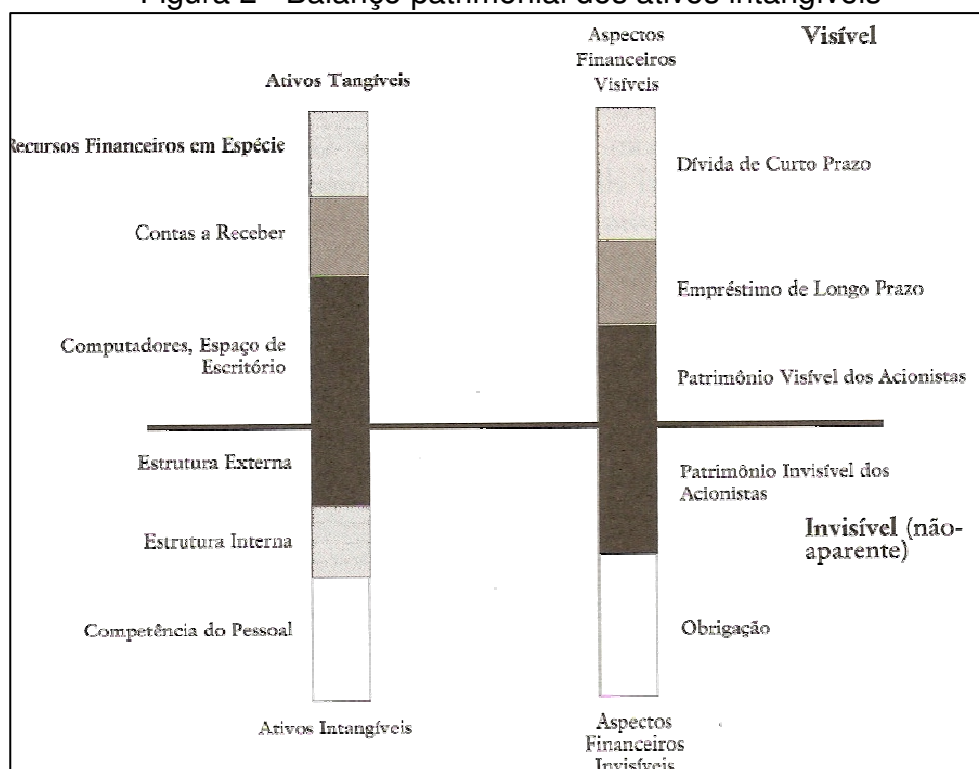 Figura 2 - Balanço patrimonial dos ativos intangíveis
Aspectos
Financeiros
Visíveis
Visível
Ativos Tangíveis
Recursos Financeiros em Espécie
Dívida de Curto Prazo
Contas a Receber
Empréstimo de Longo Prazo
Computadores, Espaço de
Escritório
Patrimônio Visível dos Acionistas
Estrutura Externa
Patrimônio Invisível dos
Acionistas
Estrutura Interna
Invisível (não-
aparente)
Competência do Pessoal
Obrigação
Ativos Intangíveis
Aspectos
Financeiros
Invisíveis